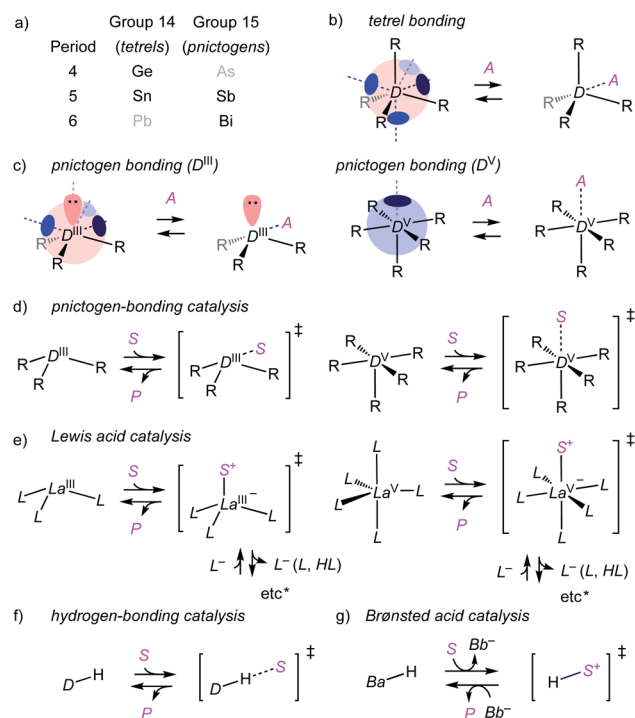 a) Group 14 Group 15
Period (tetrels) (pnictogens)
4 Ge As
5 Sn Sb
6 Pb Bi
b) tetrel bonding
R
D
R
R
R
A
R
D
A
R
R
R
c) pnictogen bonding (Dᴵᴵᴵ)
Dᴵᴵᴵ
R
R
R
A
Dᴵᴵᴵ
A
R
R
R
pnictogen bonding (Dⱽ)
R
Dⱽ
R
R
R
R
A
A
R
Dⱽ
R
R
R
R
d) pnictogen-bonding catalysis
Dᴵᴵᴵ
R
R
R
S
P
Dᴵᴵᴵ
S
R
R
R
‡
R
Dⱽ
R
R
R
R
S
P
S
R
Dⱽ
R
R
R
R
‡
e) Lewis acid catalysis
Laᴵᴵᴵ
L
L
L
S
P
S⁺
Laᴵᴵᴵ⁻
L
L
L
‡
L⁻
L⁻ (L, HL)
etc*
L
L
Laⱽ
L
L
L
S
P
S⁺
L
Laⱽ⁻
L
L
L
L
‡
L⁻
L⁻ (L, HL)
etc*
f) hydrogen-bonding catalysis
D
H
S
P
D
H
S
‡
g) Brønsted acid catalysis
Ba
H
S
Bb⁻
P
Bb⁻
H
S⁺
‡